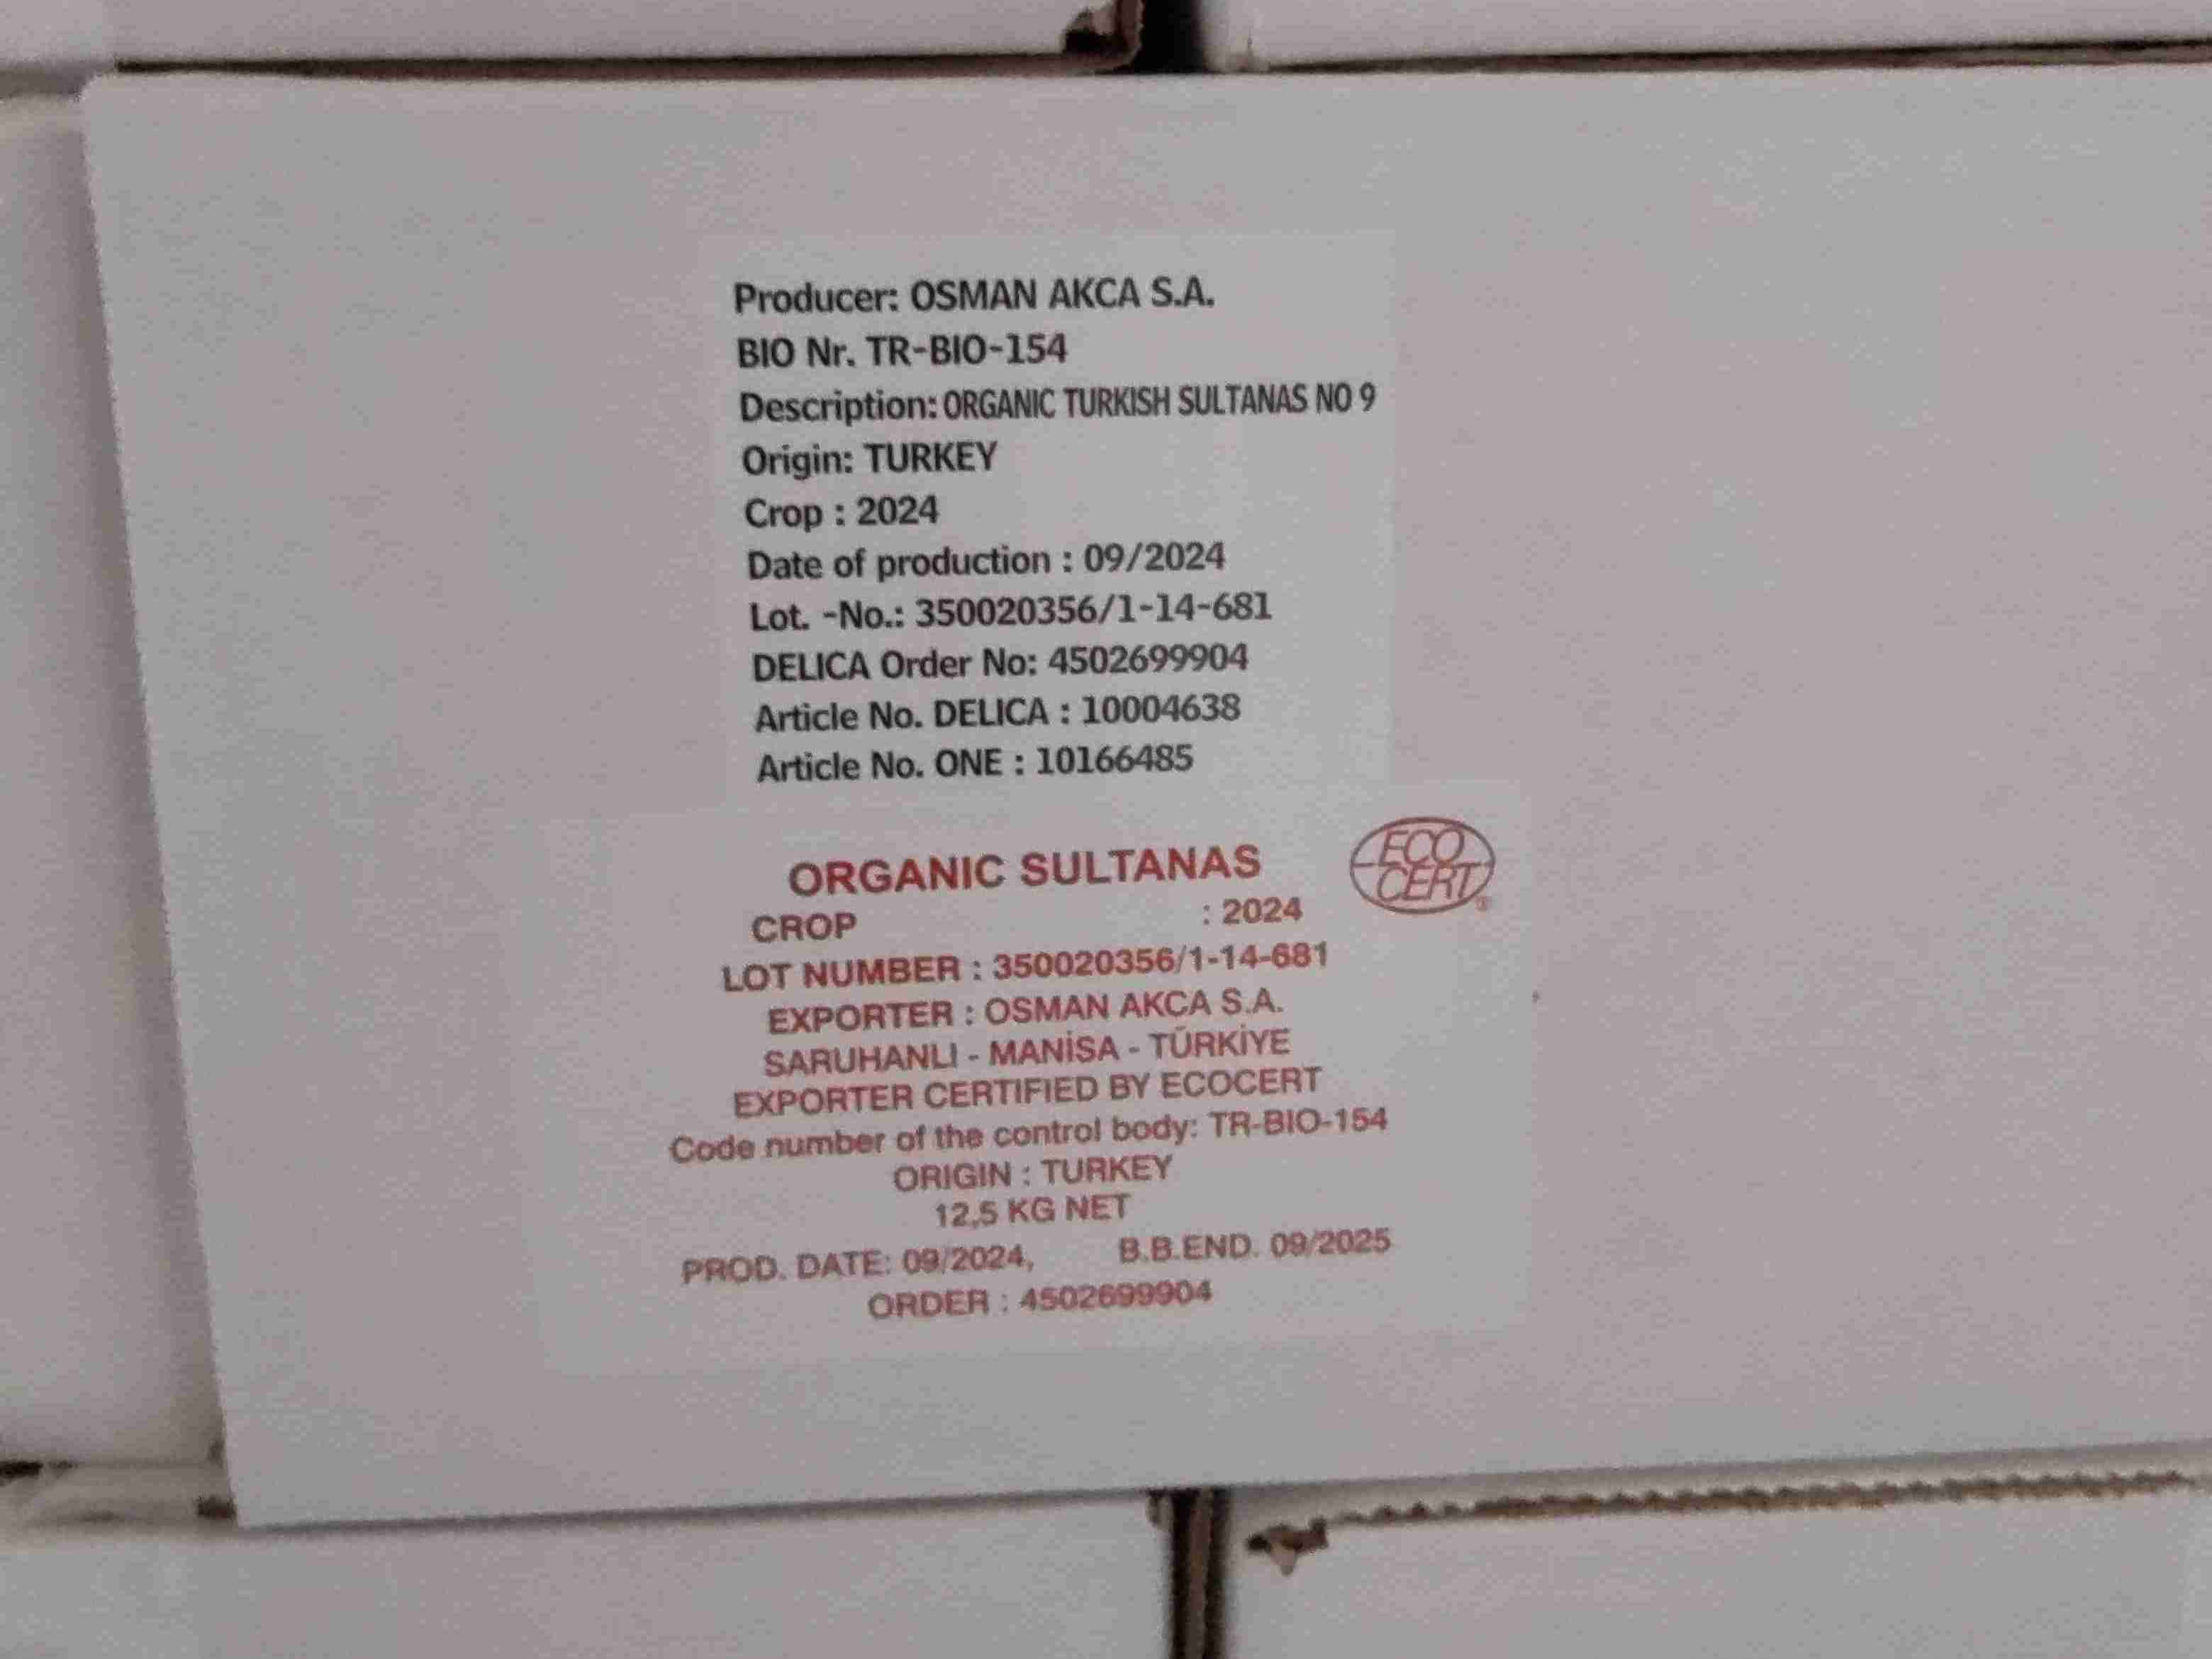 Producer: OSMAN AKCA S.A.
BIO Nr. TR-BIO-154
Description: ORGANIC TURKISH SULTANAS NO 9
Origin: TURKEY
Crop : 2024
Date of production : 09/2024
Lot. -No.: 350020356/1-14-681
DELICA Order No: 4502699904
Article No. DELICA : 10004638
Article No. ONE : 10166485
ORGANIC SULTANAS
ECO
CERT®
CROP : 2024
LOT NUMBER : 350020356/1-14-681
EXPORTER : OSMAN AKCA S.A.
SARUHANLI - MANİSA - TÜRKİYE
EXPORTER CERTIFIED BY ECOCERT
Code number of the control body: TR-BIO-154
ORIGIN : TURKEY
12,5 KG NET
PROD. DATE: 09/2024, B.B.END. 09/2025
ORDER : 4502699904